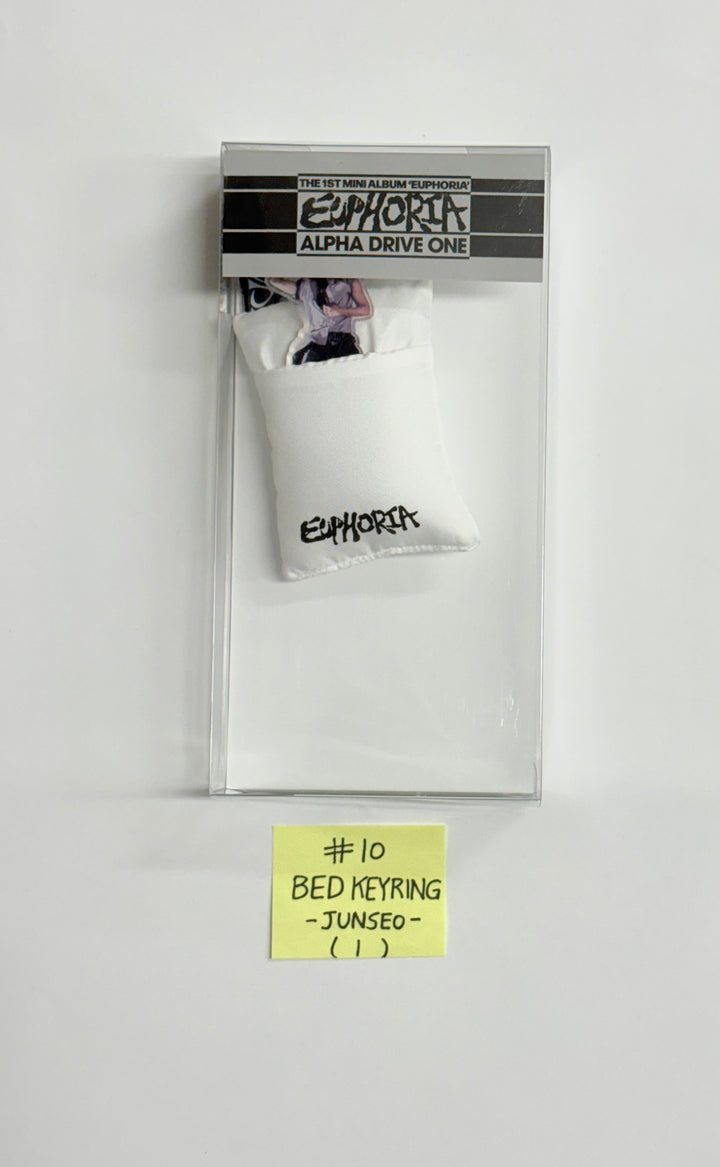 THE 1ST MINI ALBUM 'EUPHORIA'
EUPHORIA
ALPHA DRIVE ONE
EUPHORIA
#10
BED KEYRING
-JUNSEO-
(1)